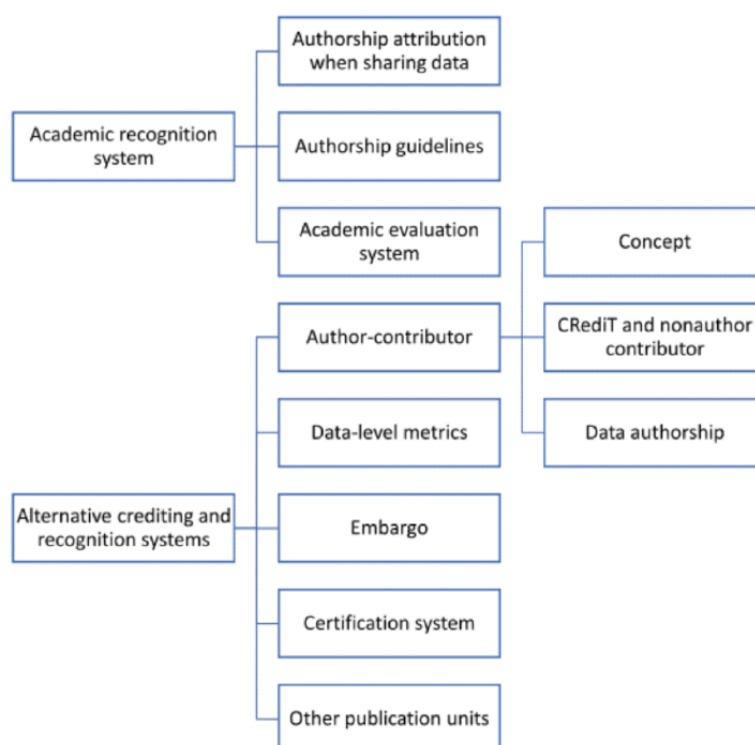 Authorship attribution
when sharing data
Academic recognition
system
Authorship guidelines
Academic evaluation
system
Concept
Author-contributor
CRediT and nonauthor
contributor
Data-level metrics
Data authorship
Alternative crediting and
recognition systems
Embargo
Certification system
Other publication units